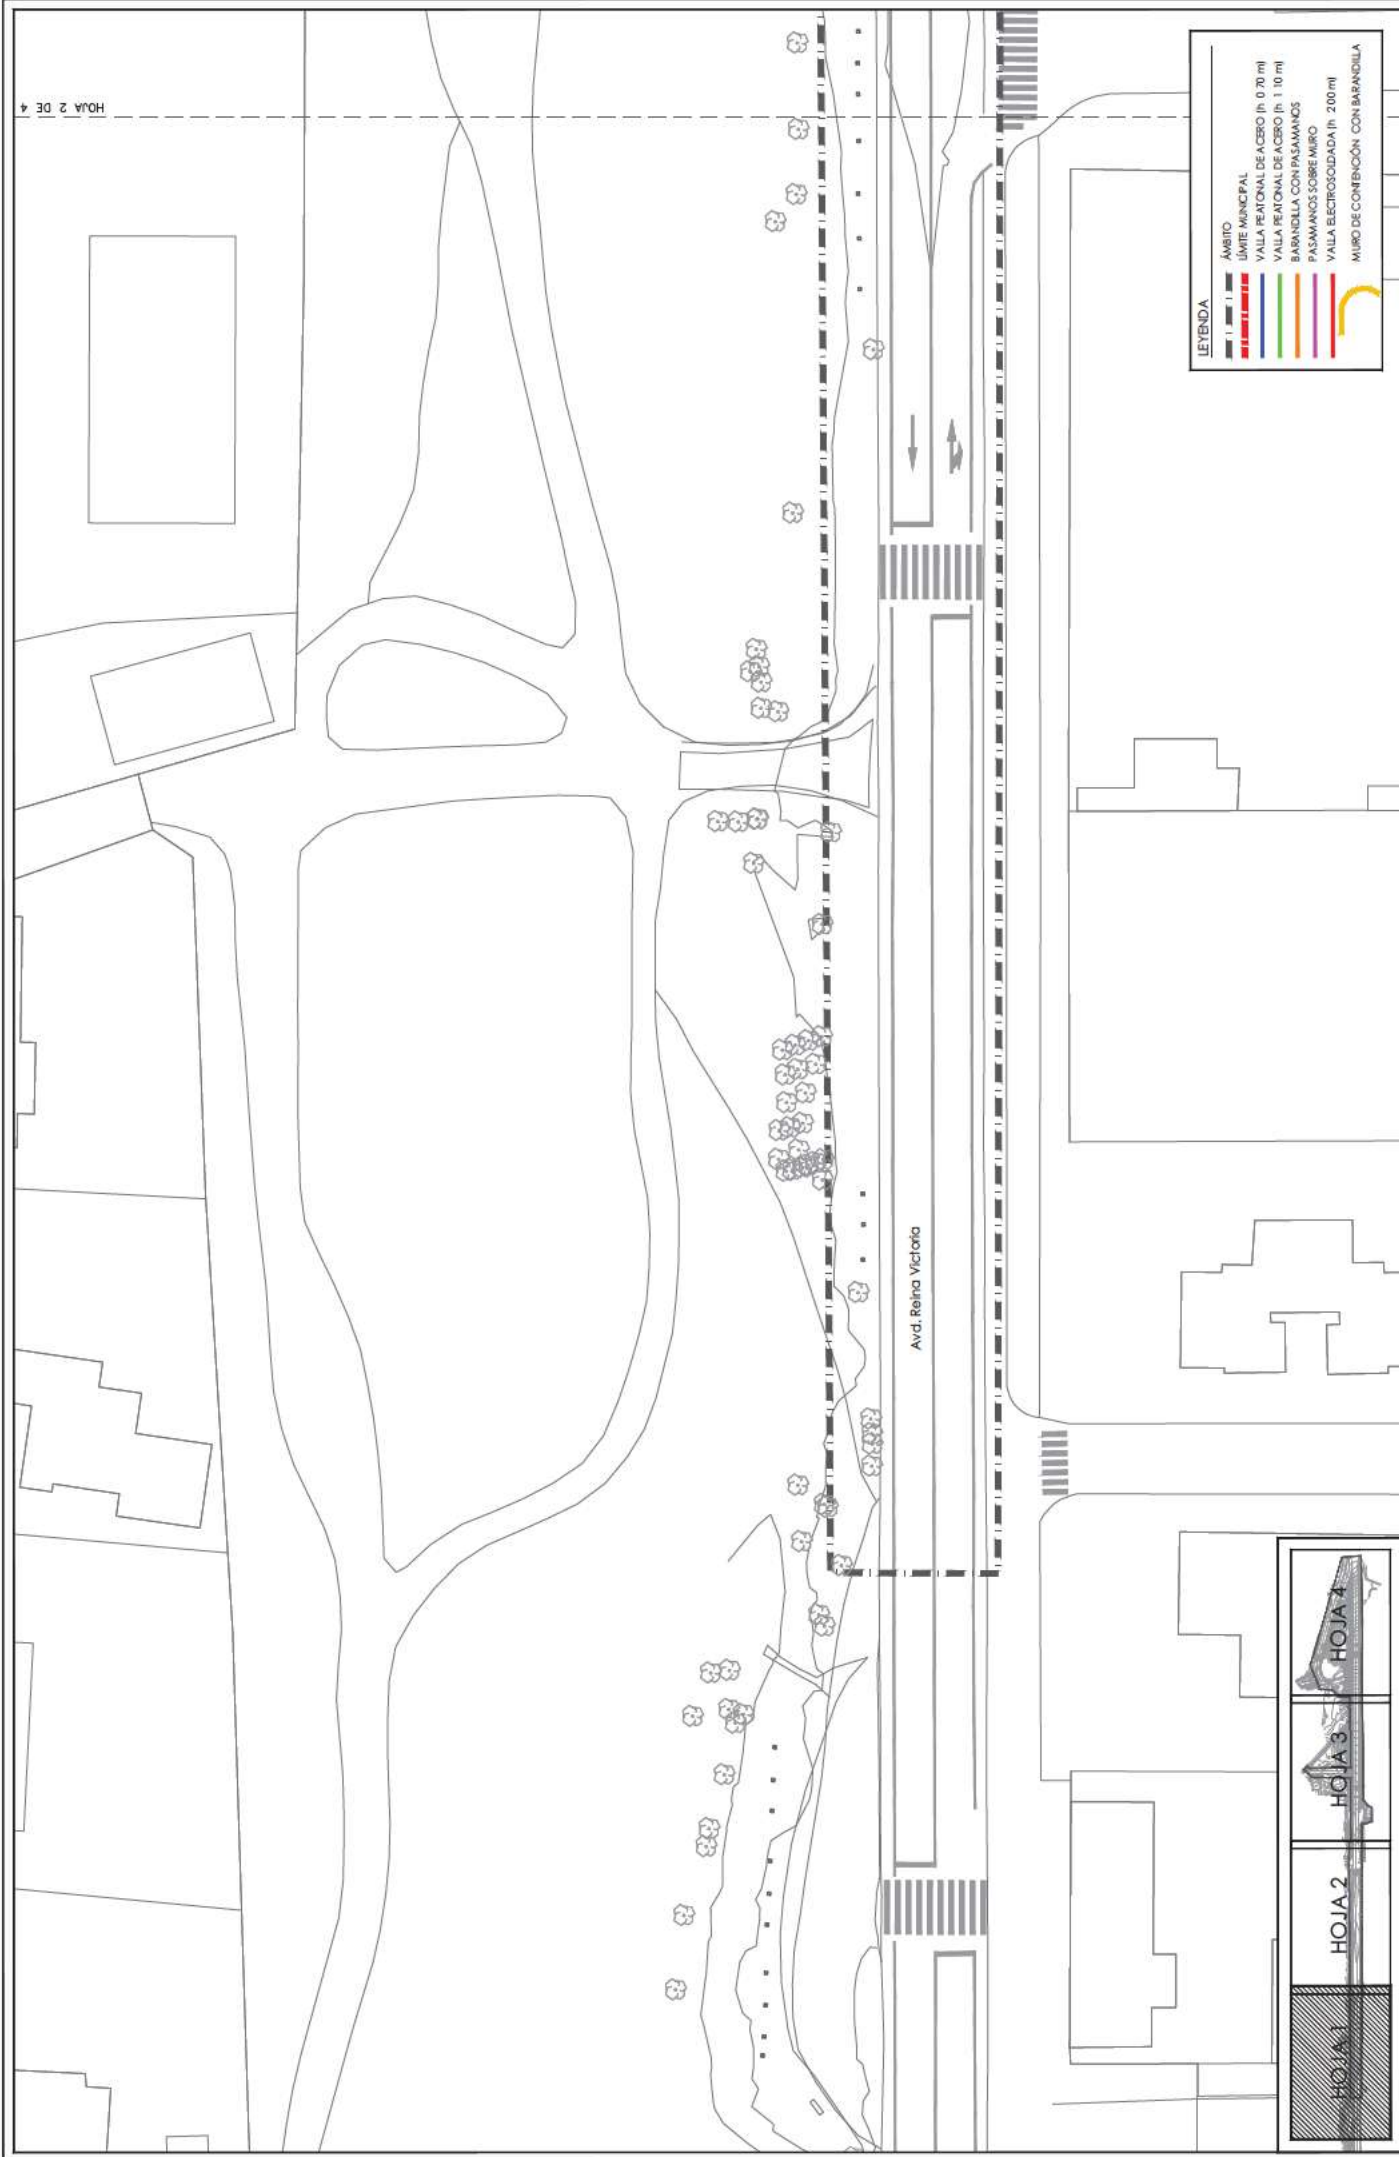 HOJA 2 DE 4
LEYENDA
ÁMBITO
LÍMITE MUNICIPAL
VALLA PEATONAL DE ACERO (h 0 70 m)
VALLA PEATONAL DE ACERO (h 1 10 m)
BARANDILLA CON PASAMANOS
PASAMANOS SOBRE MURO
VALLA ELECTROSOLDADA (h 2 00 m)
MURO DE CONTENCIÓN CON BARANDILLA
Avd. Reina Victoria
HOJA 1
HOJA 2
HOJA 3
HOJA 4